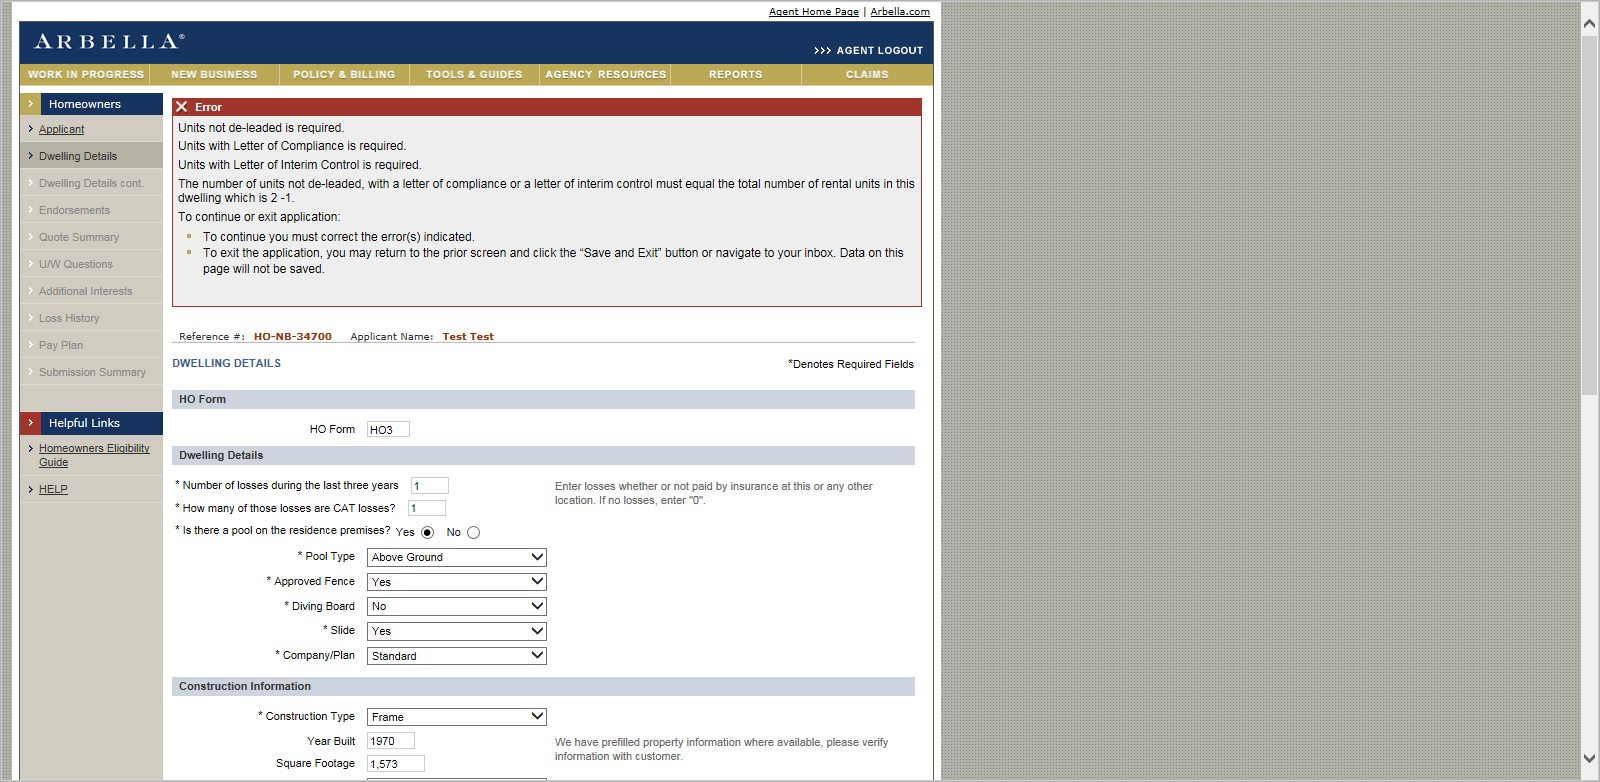 Agent Home Page | Arbella.com
ARBELLA®
>>> AGENT LOGOUT
WORK IN PROGRESS NEW BUSINESS POLICY & BILLING TOOLS & GUIDES AGENCY RESOURCES REPORTS CLAIMS
Homeowners
Applicant
Dwelling Details
Dwelling Details cont.
Endorsements
Quote Summary
U/W Questions
Additional Interests
Loss History
Pay Plan
Submission Summary
Helpful Links
Homeowners Eligibility
Guide
HELP
Error
Units not de-leaded is required.
Units with Letter of Compliance is required.
Units with Letter of Interim Control is required.
The number of units not de-leaded, with a letter of compliance or a letter of interim control must equal the total number of rental units in this
dwelling which is 2 -1.
To continue or exit application:
To continue you must correct the error(s) indicated.
To exit the application, you may return to the prior screen and click the “Save and Exit” button or navigate to your inbox. Data on this
page will not be saved.
Reference #: HO-NB-34700 Applicant Name: Test Test
DWELLING DETAILS
*Denotes Required Fields
HO Form
HO Form HO3
Dwelling Details
* Number of losses during the last three years 1
Enter losses whether or not paid by insurance at this or any other
location. If no losses, enter "0".
* How many of those losses are CAT losses? 1
* Is there a pool on the residence premises? Yes No
* Pool Type Above Ground
* Approved Fence Yes
* Diving Board No
* Slide Yes
* Company/Plan Standard
Construction Information
* Construction Type Frame
Year Built 1970
We have prefilled property information where available, please verify
information with customer.
Square Footage 1,573